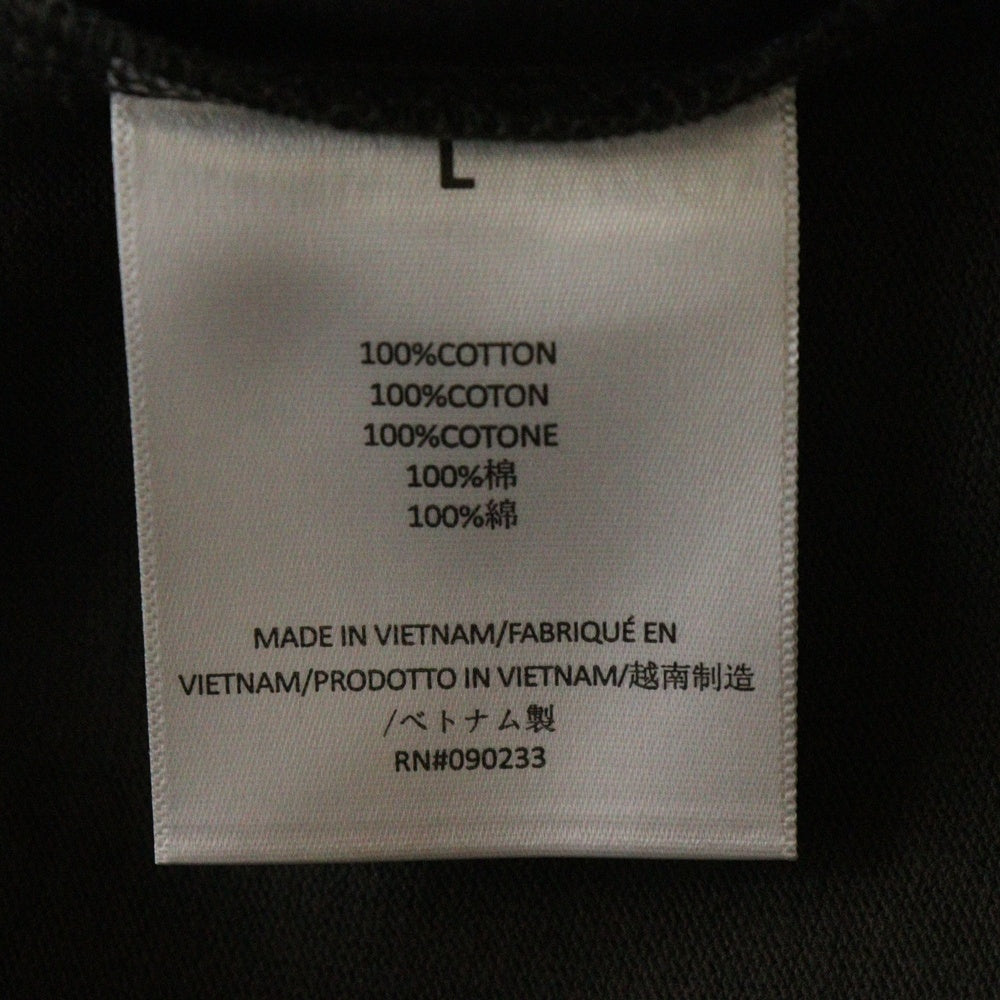 L
100%COTTON
100%COTON
100%COTONE
100%棉
100%綿
MADE IN VIETNAM/FABRIQUÉ EN
VIETNAM/PRODOTTO IN VIETNAM/越南制造
/ベトナム製
RN#090233